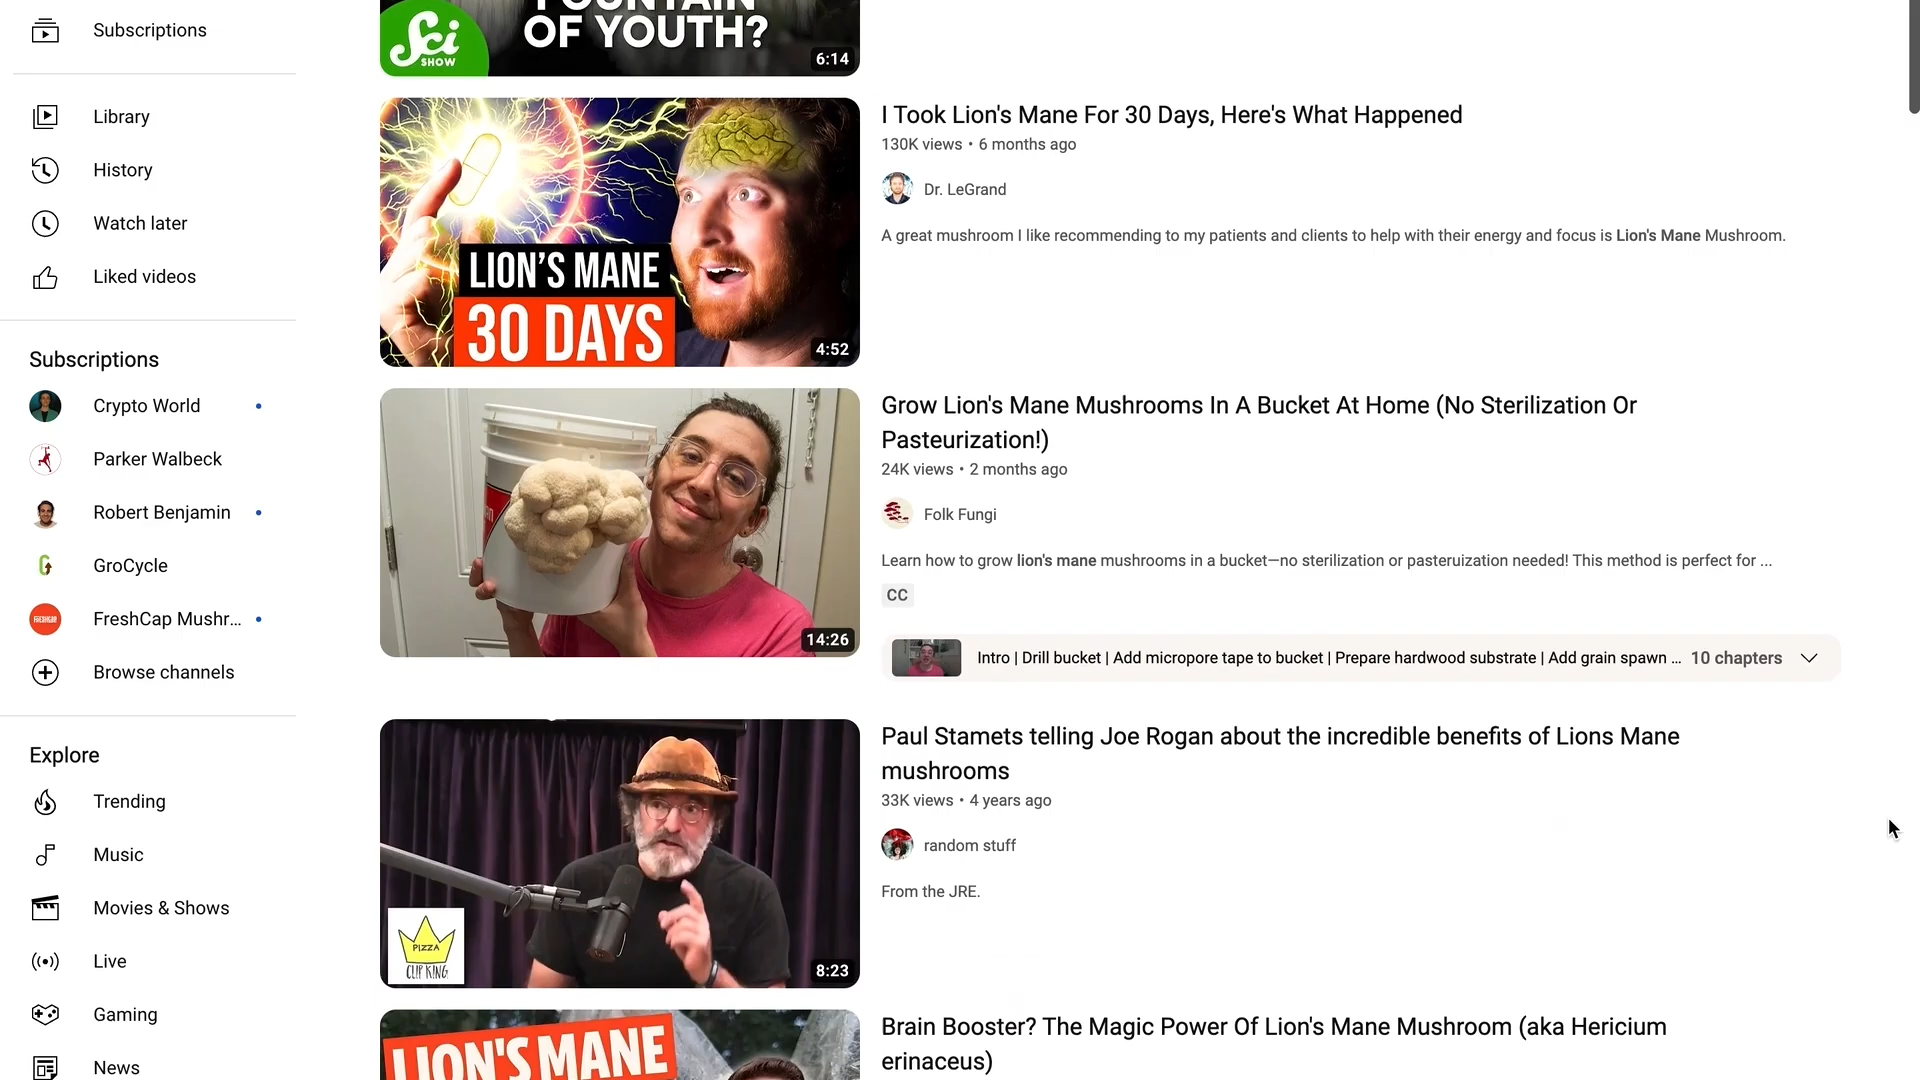 Subscriptions
Library
History
Watch later
Liked videos
Subscriptions
Crypto World
Parker Walbeck
Robert Benjamin
GroCycle
FreshCap Mushr...
Browse channels
Explore
Trending
Music
Movies & Shows
Live
Gaming
News
FOUNTAIN
OF YOUTH?
Sci
SHOW
6:14
LION'S MANE
30 DAYS
4:52
I Took Lion's Mane For 30 Days, Here's What Happened
130K views • 6 months ago
Dr. LeGrand
A great mushroom I like recommending to my patients and clients to help with their energy and focus is Lion's Mane Mushroom.
14:26
Grow Lion's Mane Mushrooms In A Bucket At Home (No Sterilization Or
Pasteurization!)
24K views • 2 months ago
Folk Fungi
Learn how to grow lion's mane mushrooms in a bucket—no sterilization or pasteruization needed! This method is perfect for ...
CC
Intro | Drill bucket | Add micropore tape to bucket | Prepare hardwood substrate | Add grain spawn ... 10 chapters
PIZZA
CLIP KING
8:23
Paul Stamets telling Joe Rogan about the incredible benefits of Lions Mane
mushrooms
33K views • 4 years ago
random stuff
From the JRE.
LION'S MANE
Brain Booster? The Magic Power Of Lion's Mane Mushroom (aka Hericium
erinaceus)